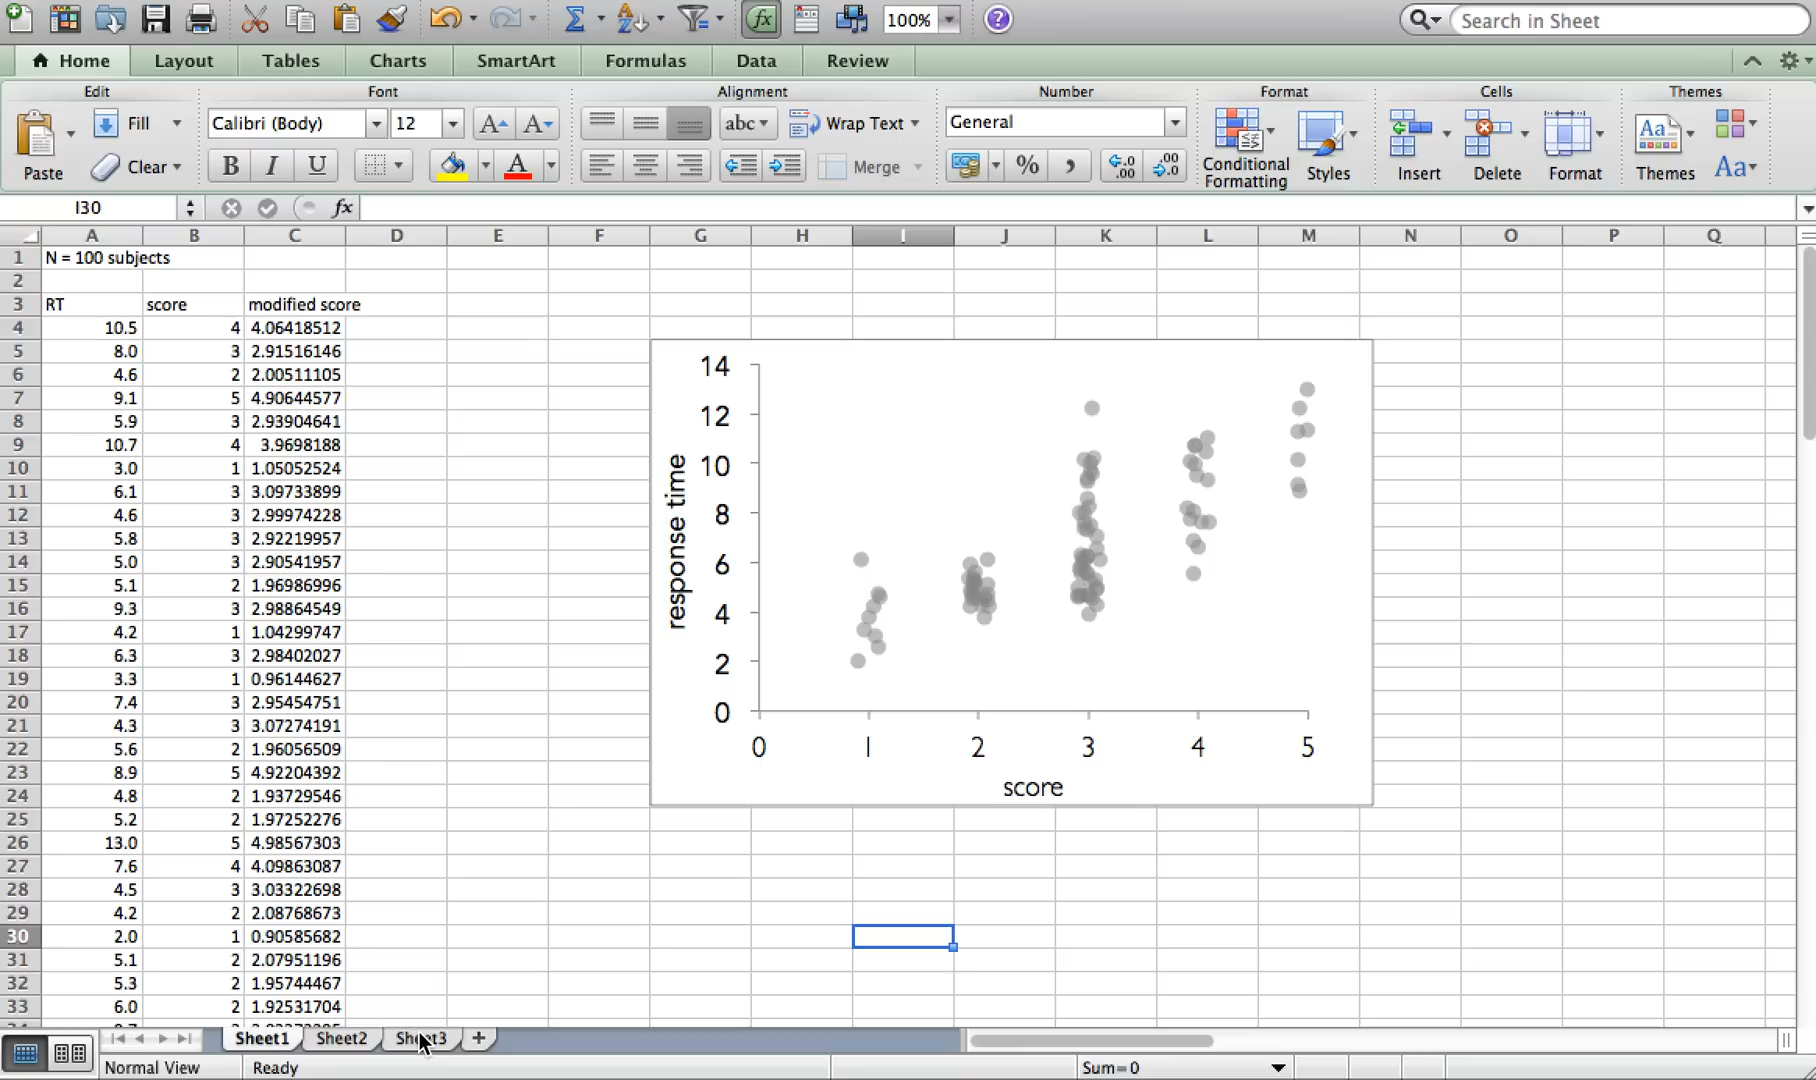 100%
Search in Sheet
Home Layout Tables Charts SmartArt Formulas Data Review
Edit Font Alignment Number Format Cells Themes
Fill Calibri (Body) 12 A A abc Wrap Text General
Paste Clear B I U A Merge % , Conditional Formatting Styles Insert Delete Format Themes Aa
I30 fx
A B C D E F G H I J K L M N O P Q
1 N = 100 subjects
2
3 RT score modified score
4 10.5 4 4.06418512
5 8.0 3 2.91516146
6 4.6 2 2.00511105
7 9.1 5 4.90644577
8 5.9 3 2.93904641
9 10.7 4 3.9698188
10 3.0 1 1.05052524
11 6.1 3 3.09733899
12 4.6 3 2.99974228
13 5.8 3 2.92219957
14 5.0 3 2.90541957
15 5.1 2 1.96986996
16 9.3 3 2.98864549
17 4.2 1 1.04299747
18 6.3 3 2.98402027
19 3.3 1 0.96144627
20 7.4 3 2.95454751
21 4.3 3 3.07274191
22 5.6 2 1.96056509
23 8.9 5 4.92204392
24 4.8 2 1.93729546
25 5.2 2 1.97252276
26 13.0 5 4.98567303
27 7.6 4 4.09863087
28 4.5 3 3.03322698
29 4.2 2 2.08768673
30 2.0 1 0.90585682
31 5.1 2 2.07951196
32 5.3 2 1.95744467
33 6.0 2 1.92531704
14
12
10
8
6
4
2
0
response time
0 1 2 3 4 5
score
Sheet1 Sheet2 Sheet3 +
Normal View Ready Sum=0